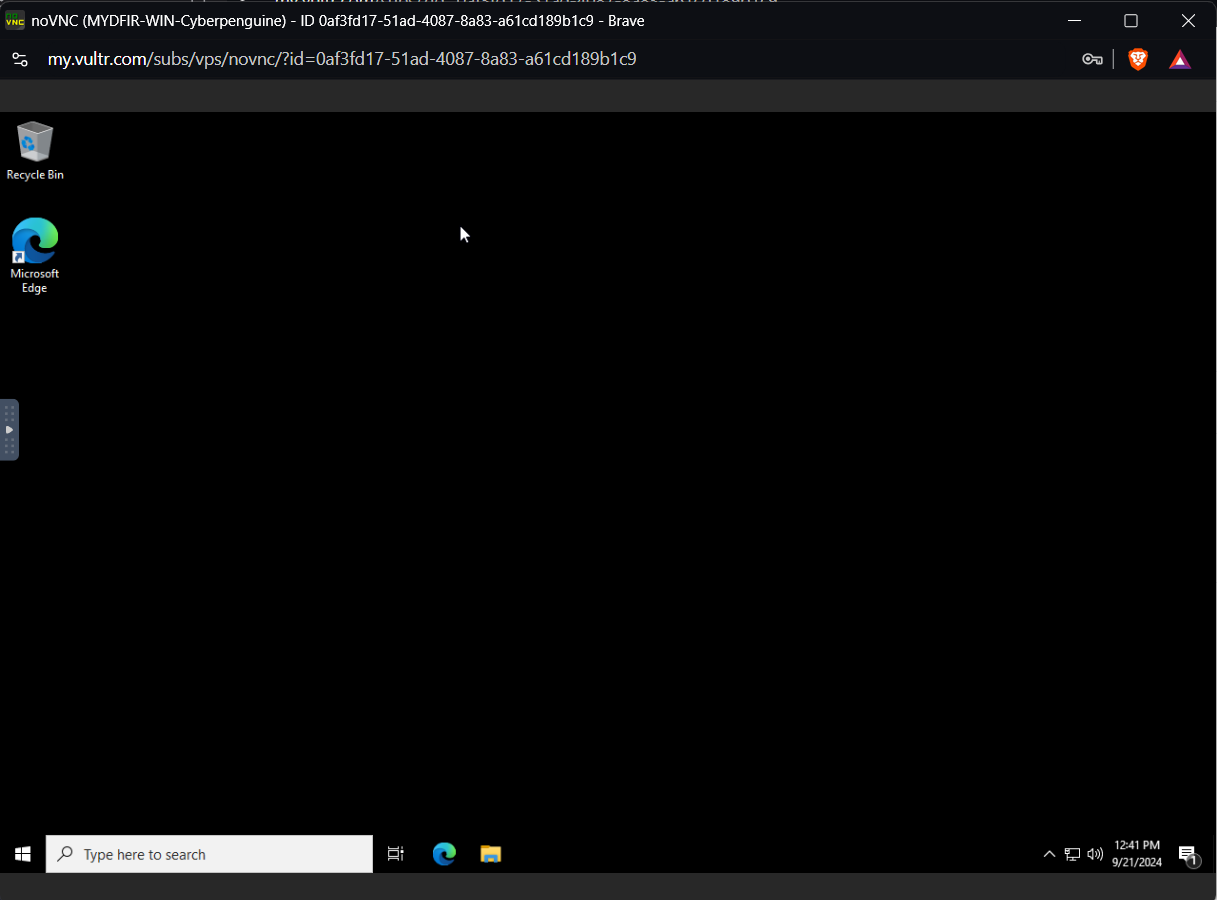 noVNC (MYDFIR-WIN-Cyberpenguine) - ID 0af3fd17-51ad-4087-8a83-a61cd189b1c9 - Brave
my.vultr.com/subs/vps/novnc/?id=0af3fd17-51ad-4087-8a83-a61cd189b1c9
Recycle Bin
Microsoft
Edge
Type here to search
12:41 PM
9/21/2024
1